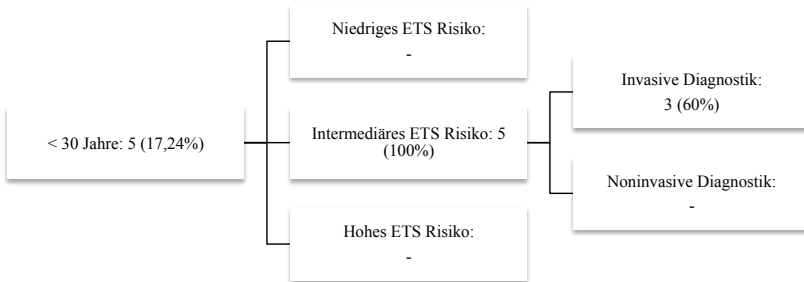 < 30 Jahre: 5 (17,24%)
Niedriges ETS Risiko:
-
Intermediäres ETS Risiko: 5
(100%)
Hohes ETS Risiko:
-
Invasive Diagnostik:
3 (60%)
Noninvasive Diagnostik:
-